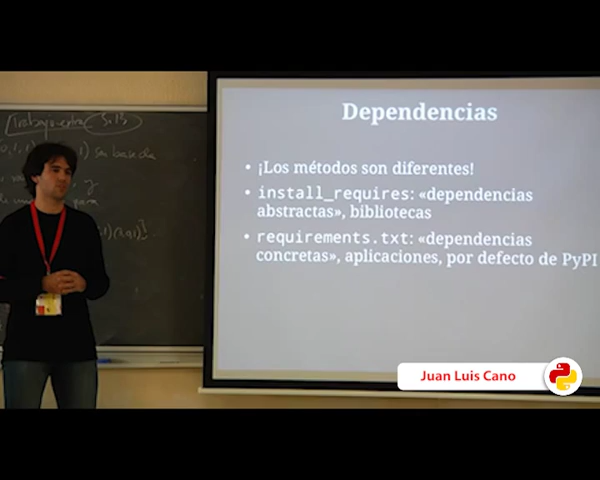 Dependencias
• ¡Los métodos son diferentes!
• install_requires: «dependencias
abstractas», bibliotecas
• requirements.txt: «dependencias
concretas», aplicaciones, por defecto de PyPI
Juan Luis Cano